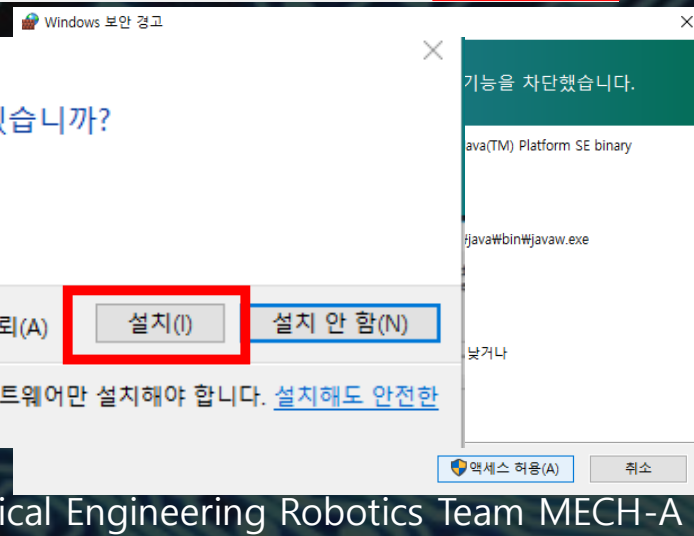 Windows 보안 경고
기능을 차단했습니다.
습니까?
ava(TM) Platform SE binary
java₩bin₩javaw.exe
뢰(A)
설치(I)
설치 안 함(N)
낮거나
트웨어만 설치해야 합니다. 설치해도 안전한
액세스 허용(A)
취소
ical Engineering Robotics Team MECH-A